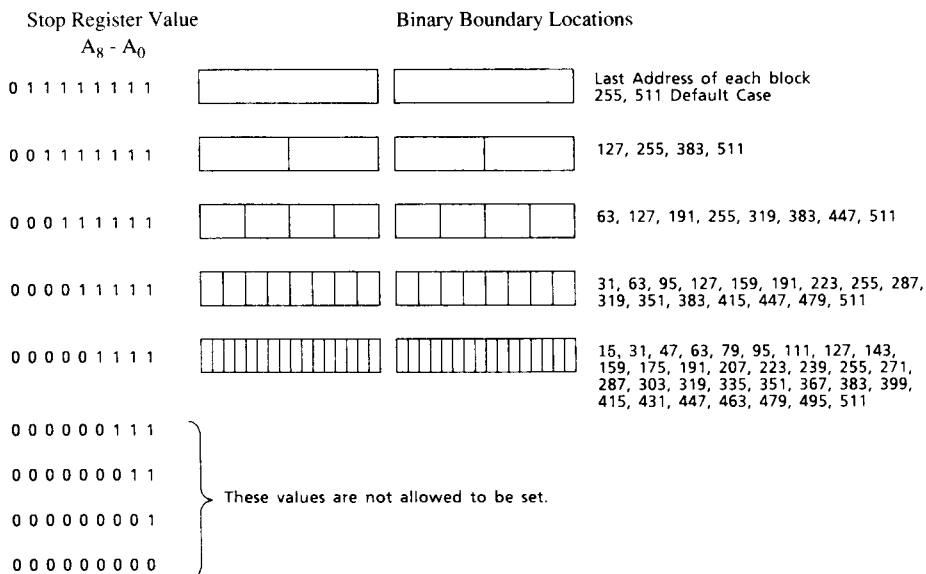 Stop Register Value
Binary Boundary Locations
A8 - A0
0 1 1 1 1 1 1 1 1
Last Address of each block
255, 511 Default Case
0 0 1 1 1 1 1 1 1
127, 255, 383, 511
0 0 0 1 1 1 1 1 1
63, 127, 191, 255, 319, 383, 447, 511
0 0 0 0 1 1 1 1 1
31, 63, 95, 127, 159, 191, 223, 255, 287,
319, 351, 383, 415, 447, 479, 511
0 0 0 0 0 1 1 1 1
15, 31, 47, 63, 79, 95, 111, 127, 143,
159, 175, 191, 207, 223, 239, 255, 271,
287, 303, 319, 335, 351, 367, 383, 399,
415, 431, 447, 463, 479, 495, 511
0 0 0 0 0 0 1 1 1
0 0 0 0 0 0 0 1 1
These values are not allowed to be set.
0 0 0 0 0 0 0 0 1
0 0 0 0 0 0 0 0 0